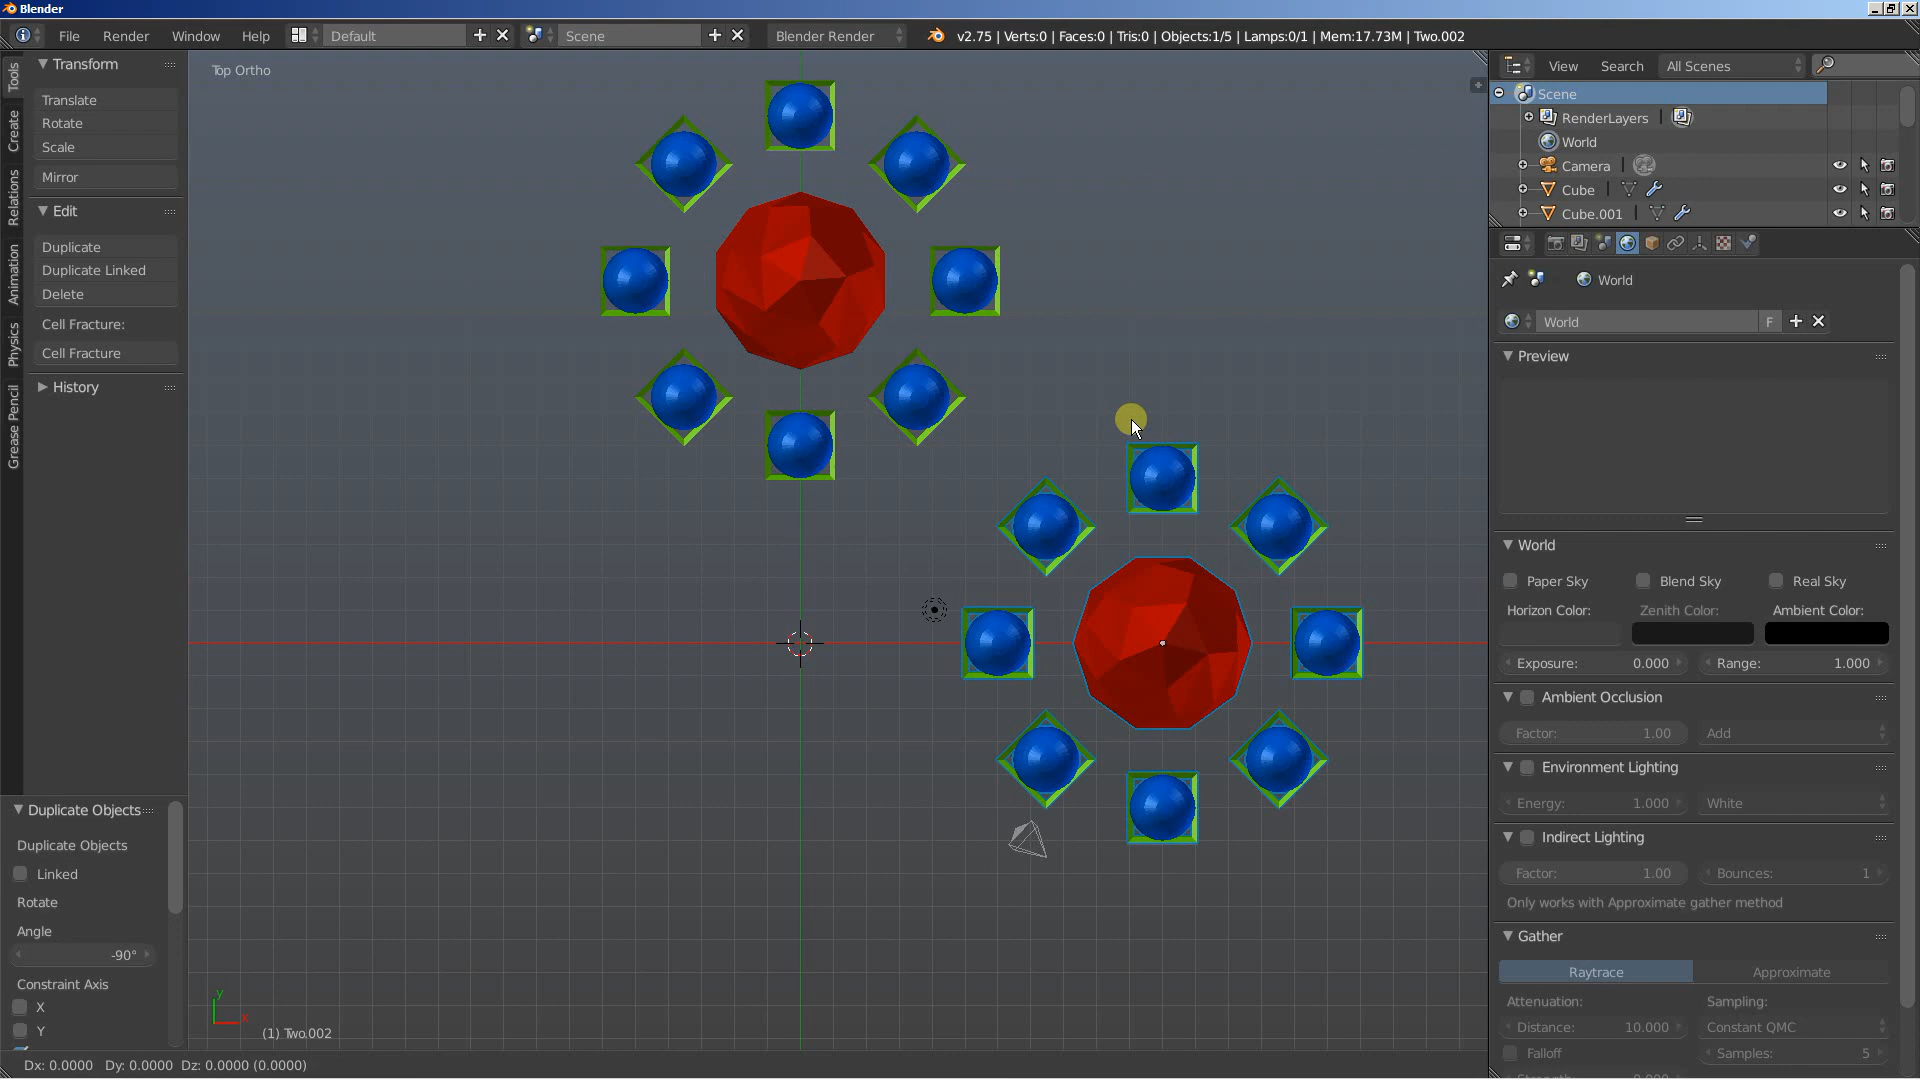 Blender
File Render Window Help Default Scene Blender Render v2.75 | Verts:0 | Faces:0 | Tris:0 | Objects:1/5 | Lamps:0/1 | Mem:17.73M | Two.002
Tools
Create
Relations
Animation
Physics
Grease Pencil
Transform
Translate
Rotate
Scale
Mirror
Edit
Duplicate
Duplicate Linked
Delete
Cell Fracture:
Cell Fracture
History
Duplicate Objects
Duplicate Objects
Linked
Rotate
Angle
-90°
Constraint Axis
X
Y
Top Ortho
y
x
(1) Two.002
Dx: 0.0000 Dy: 0.0000 Dz: 0.0000 (0.0000)
View Search All Scenes
Scene
RenderLayers |
World
Camera |
Cube |
Cube.001 |
World
World F
Preview
World
Paper Sky Blend Sky Real Sky
Horizon Color: Zenith Color: Ambient Color:
Exposure: 0.000 Range: 1.000
Ambient Occlusion
Factor: 1.00 Add
Environment Lighting
Energy: 1.000 White
Indirect Lighting
Factor: 1.00 Bounces: 1
Only works with Approximate gather method
Gather
Raytrace Approximate
Attenuation: Sampling:
Distance: 10.000 Constant QMC
Falloff Samples: 5